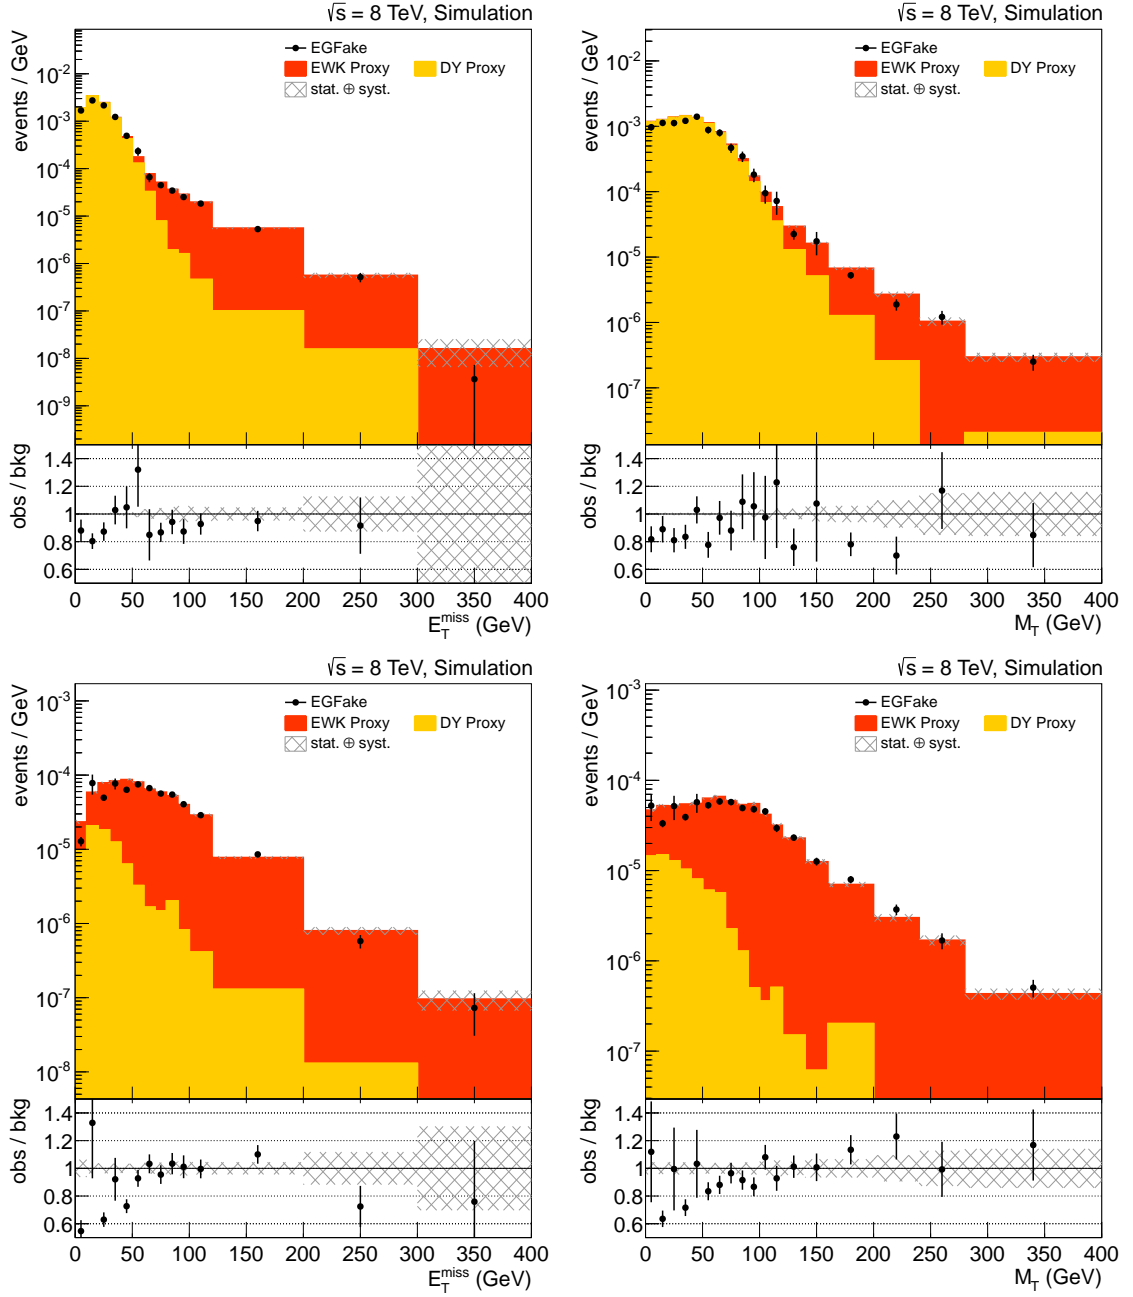 √s = 8 TeV, Simulation
EGFake
EWK Proxy DY Proxy
stat. ⊕ syst.
events / GeV
10⁻²
10⁻³
10⁻⁴
10⁻⁵
10⁻⁶
10⁻⁷
10⁻⁸
10⁻⁹
obs / bkg
1.4
1.2
1
0.8
0.6
0 50 100 150 200 250 300 350 400
E_T^miss (GeV)
√s = 8 TeV, Simulation
EGFake
EWK Proxy DY Proxy
stat. ⊕ syst.
events / GeV
10⁻²
10⁻³
10⁻⁴
10⁻⁵
10⁻⁶
10⁻⁷
obs / bkg
1.4
1.2
1
0.8
0.6
0 50 100 150 200 250 300 350 400
M_T (GeV)
√s = 8 TeV, Simulation
EGFake
EWK Proxy DY Proxy
stat. ⊕ syst.
events / GeV
10⁻³
10⁻⁴
10⁻⁵
10⁻⁶
10⁻⁷
10⁻⁸
obs / bkg
1.4
1.2
1
0.8
0.6
0 50 100 150 200 250 300 350 400
E_T^miss (GeV)
√s = 8 TeV, Simulation
EGFake
EWK Proxy DY Proxy
stat. ⊕ syst.
events / GeV
10⁻³
10⁻⁴
10⁻⁵
10⁻⁶
10⁻⁷
obs / bkg
1.4
1.2
1
0.8
0.6
0 50 100 150 200 250 300 350 400
M_T (GeV)